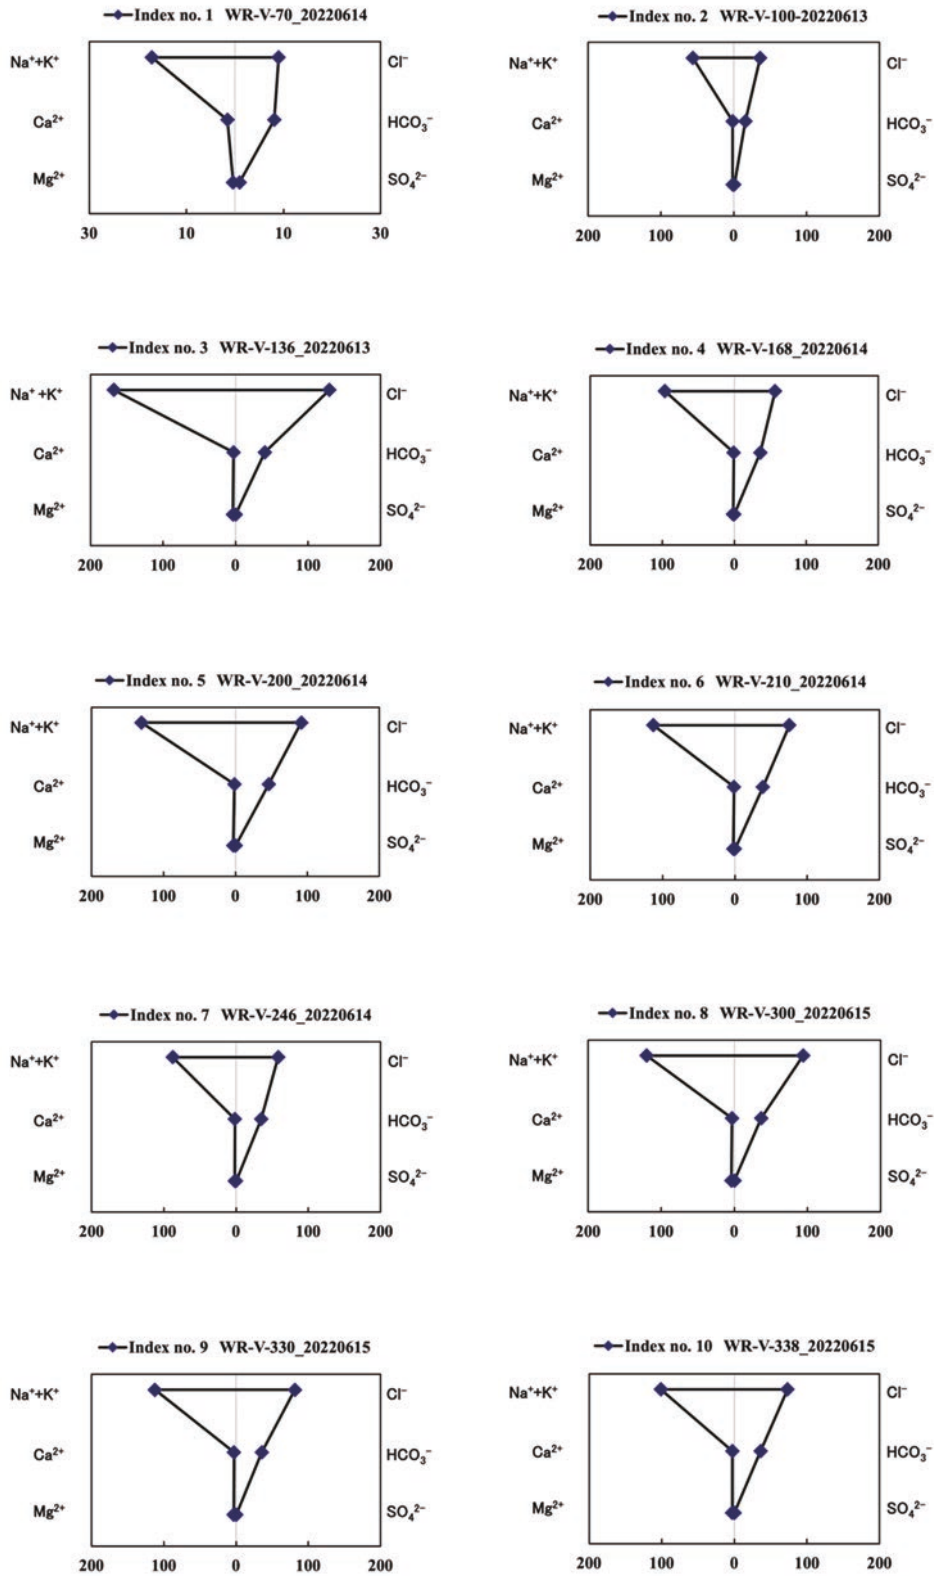 Index no. 1 WR-V-70_20220614
Na⁺+K⁺ Cl⁻
Ca²⁺ HCO₃⁻
Mg²⁺ SO₄²⁻
30 10 10 30
Index no. 2 WR-V-100-20220613
Na⁺+K⁺ Cl⁻
Ca²⁺ HCO₃⁻
Mg²⁺ SO₄²⁻
200 100 0 100 200
Index no. 3 WR-V-136_20220613
Na⁺+K⁺ Cl⁻
Ca²⁺ HCO₃⁻
Mg²⁺ SO₄²⁻
200 100 0 100 200
Index no. 4 WR-V-168_20220614
Na⁺+K⁺ Cl⁻
Ca²⁺ HCO₃⁻
Mg²⁺ SO₄²⁻
200 100 0 100 200
Index no. 5 WR-V-200_20220614
Na⁺+K⁺ Cl⁻
Ca²⁺ HCO₃⁻
Mg²⁺ SO₄²⁻
200 100 0 100 200
Index no. 6 WR-V-210_20220614
Na⁺+K⁺ Cl⁻
Ca²⁺ HCO₃⁻
Mg²⁺ SO₄²⁻
200 100 0 100 200
Index no. 7 WR-V-246_20220614
Na⁺+K⁺ Cl⁻
Ca²⁺ HCO₃⁻
Mg²⁺ SO₄²⁻
200 100 0 100 200
Index no. 8 WR-V-300_20220615
Na⁺+K⁺ Cl⁻
Ca²⁺ HCO₃⁻
Mg²⁺ SO₄²⁻
200 100 0 100 200
Index no. 9 WR-V-330_20220615
Na⁺+K⁺ Cl⁻
Ca²⁺ HCO₃⁻
Mg²⁺ SO₄²⁻
200 100 0 100 200
Index no. 10 WR-V-338_20220615
Na⁺+K⁺ Cl⁻
Ca²⁺ HCO₃⁻
Mg²⁺ SO₄²⁻
200 100 0 100 200